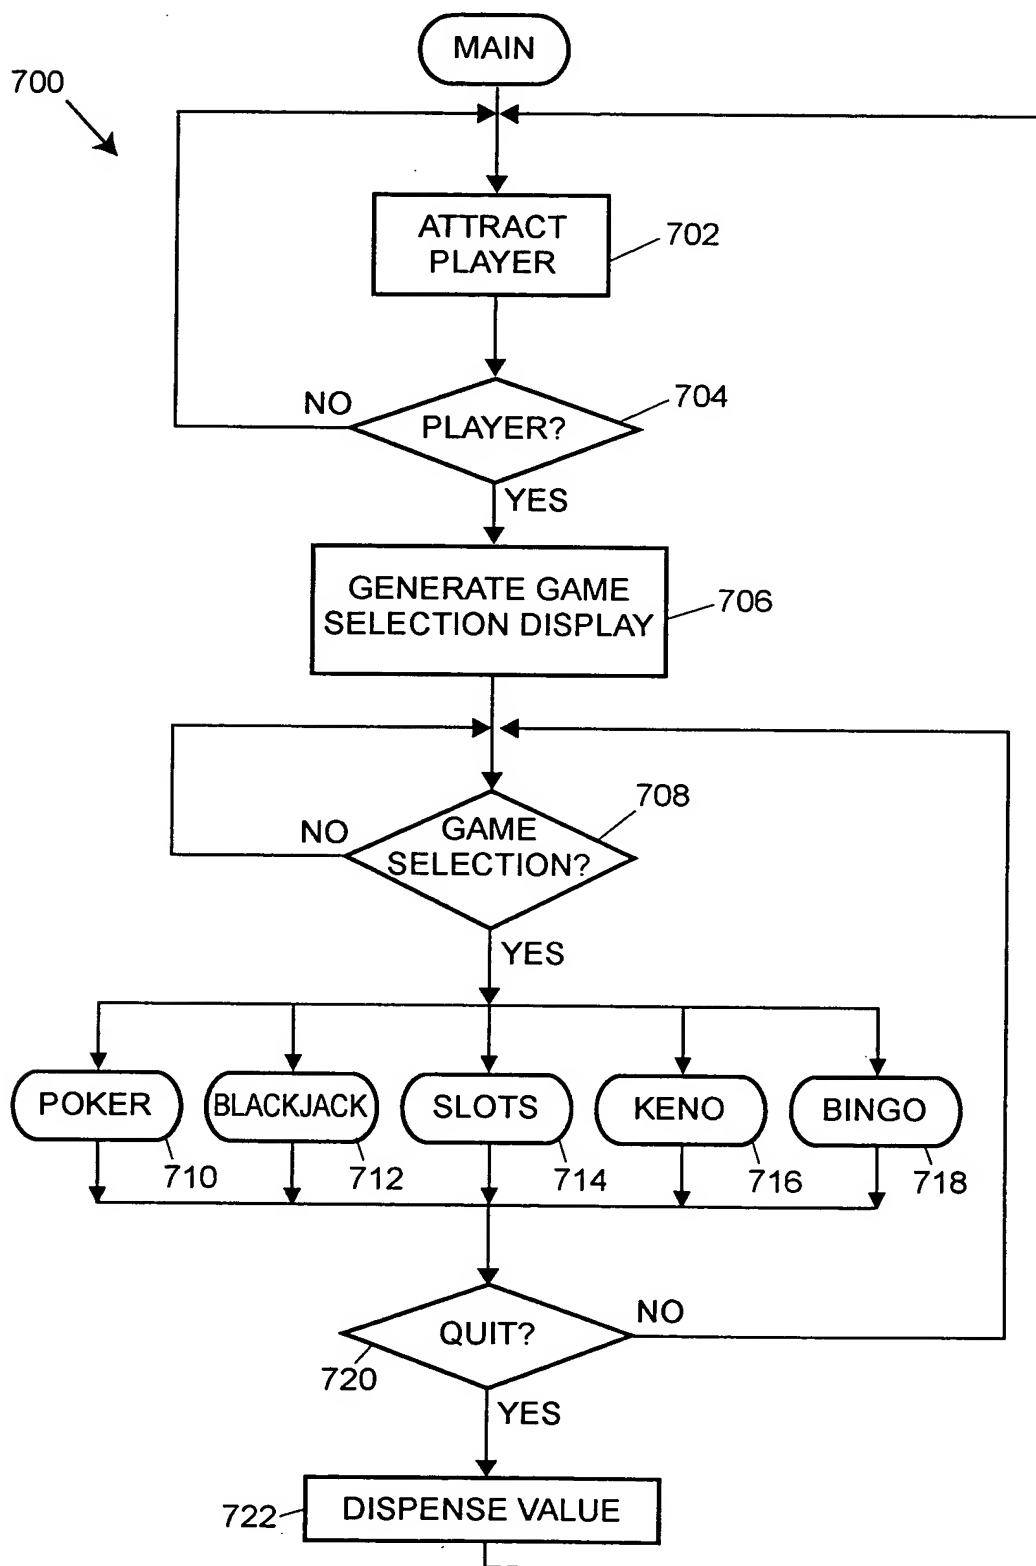 MAIN
700
ATTRACT
PLAYER
702
704
NO
PLAYER?
YES
GENERATE GAME
SELECTION DISPLAY
706
708
NO
GAME
SELECTION?
YES
POKER
BLACKJACK
SLOTS
KENO
BINGO
710
712
714
716
718
NO
QUIT?
720
YES
DISPENSE VALUE
722